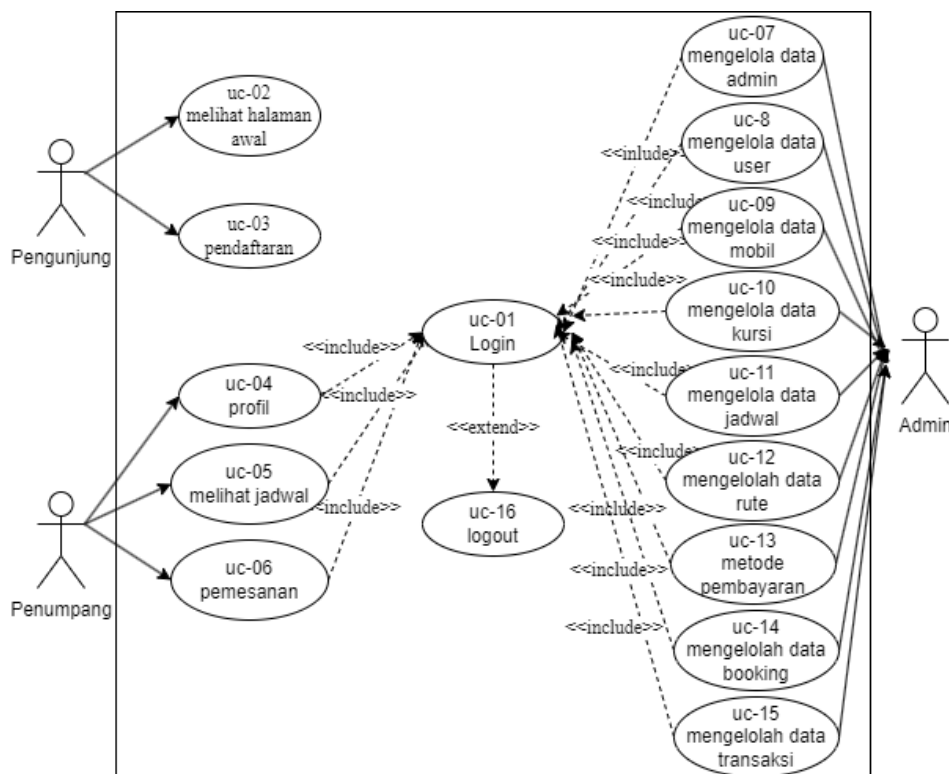 uc-02
melihat halaman
awal
Pengunjung
uc-03
pendaftaran
uc-04
profil
uc-05
melihat jadwal
uc-06
pemesanan
Penumpang
<<include>>
<<include>>
<<include>>
uc-01
Login
<<extend>>
uc-16
logout
<<inlude>>
<<include>>
<<include>>
<<include>>
<<include>>
<<include>>
<<include>>
<<include>>
<<include>>
uc-07
mengelola data
admin
uc-8
mengelola data
user
uc-09
mengelola data
mobil
uc-10
mengelola data
kursi
uc-11
mengelola data
jadwal
uc-12
mengelolah data
rute
uc-13
metode
pembayaran
uc-14
mengelolah data
booking
uc-15
mengelolah data
transaksi
Admin